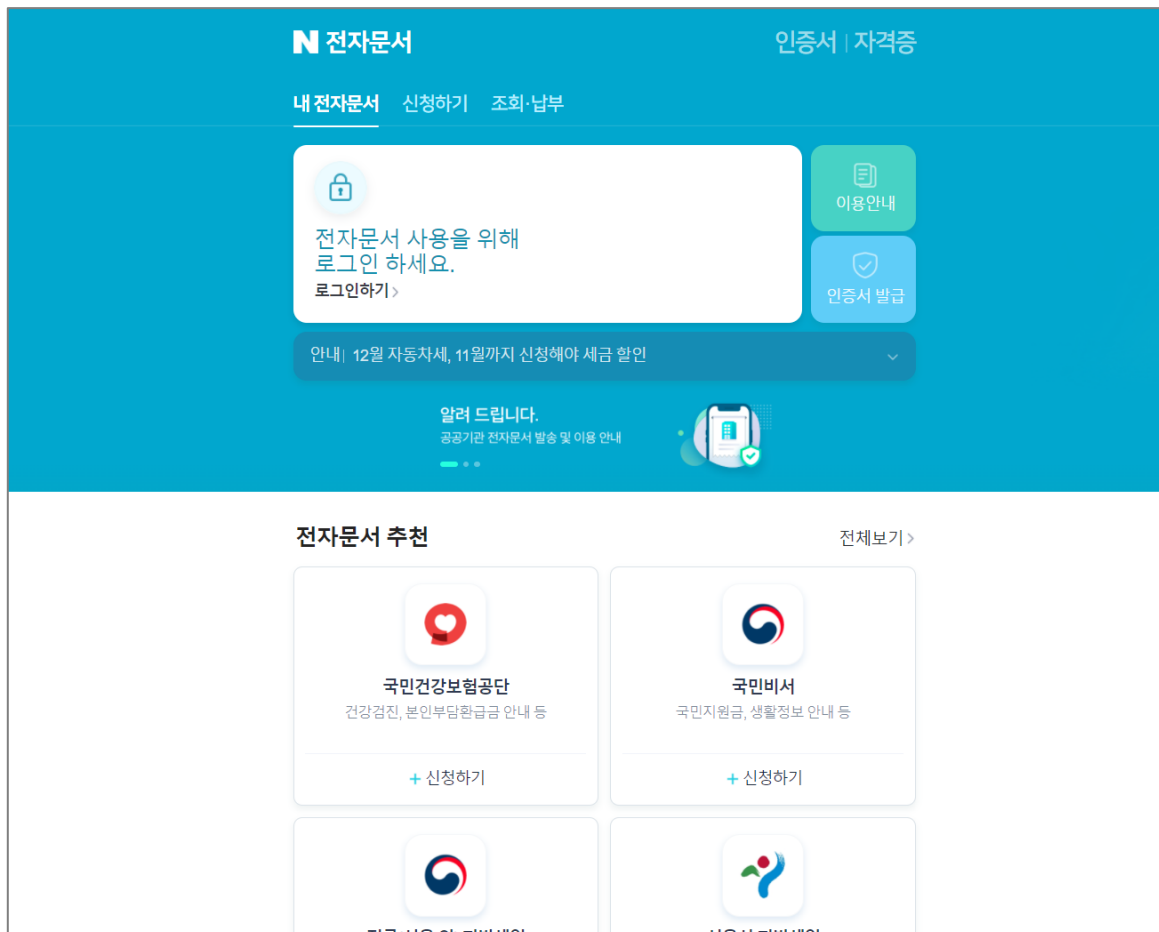 N 전자문서
인증서 | 자격증
내 전자문서 신청하기 조회·납부
전자문서 사용을 위해
로그인 하세요.
로그인하기 >
이용안내
인증서 발급
안내 | 12월 자동차세, 11월까지 신청해야 세금 할인
알려 드립니다.
공공기관 전자문서 발송 및 이용 안내
전자문서 추천
전체보기 >
국민건강보험공단
건강검진, 본인부담환급금 안내 등
+ 신청하기
국민비서
국민지원금, 생활정보 안내 등
+ 신청하기